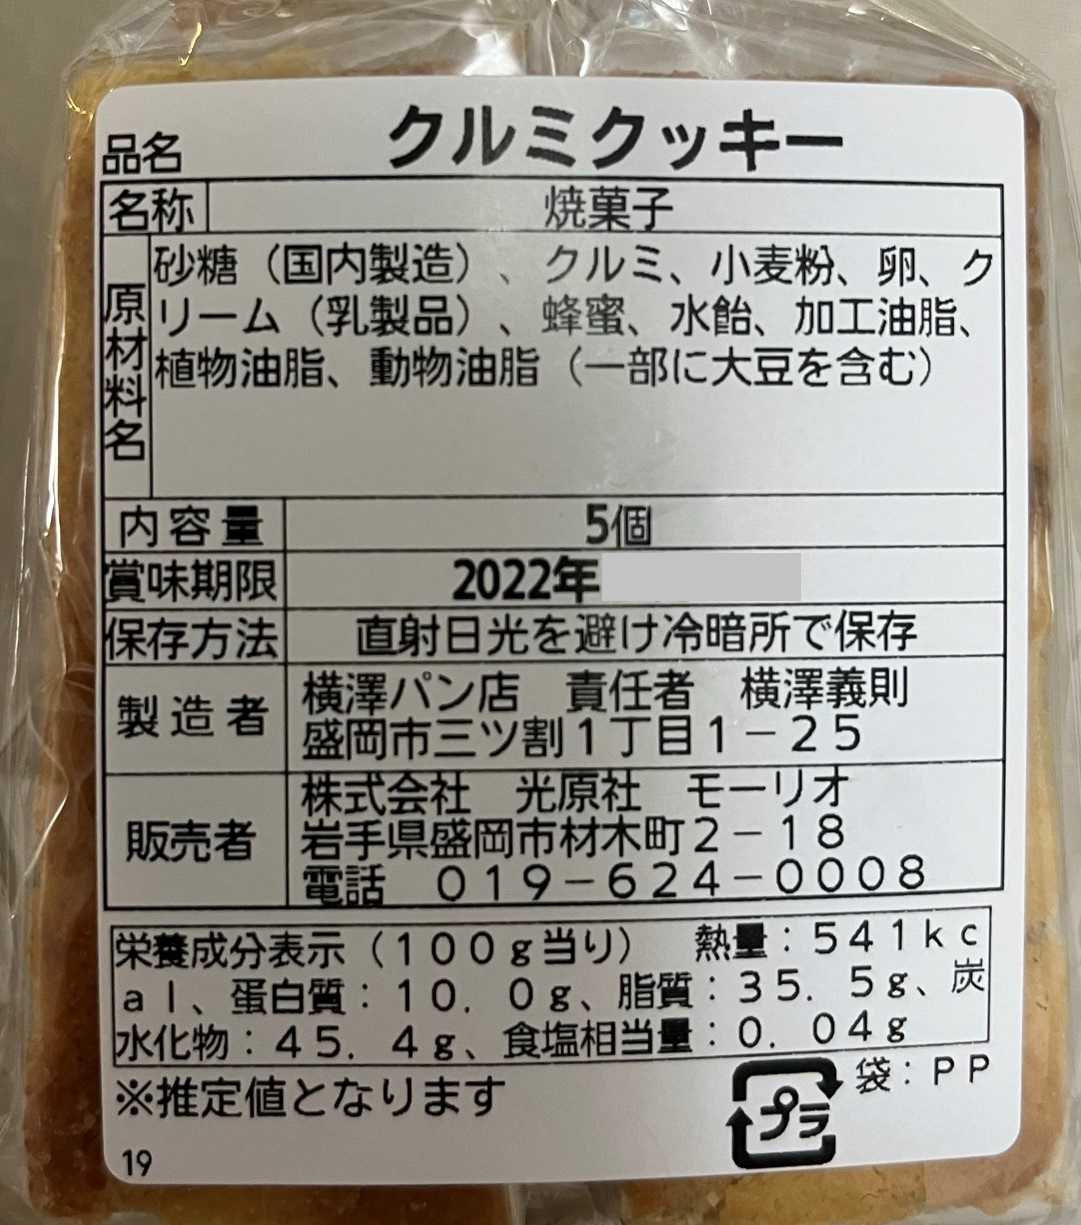 品名 クルミクッキー
名称 焼菓子
原材料名 砂糖（国内製造）、クルミ、小麦粉、卵、ク
リーム（乳製品）、蜂蜜、水飴、加工油脂、
植物油脂、動物油脂（一部に大豆を含む）
内容量 5個
賞味期限 2022年
保存方法 直射日光を避け冷暗所で保存
製造者 横澤パン店　責任者　横澤義則
盛岡市三ツ割１丁目１－２５
販売者 株式会社　光原社　モーリオ
岩手県盛岡市材木町２－１８
電話　０１９－６２４－０００８
栄養成分表示（１００ｇ当り）　熱量：５４１ｋｃ
ａｌ、蛋白質：１０．０ｇ、脂質：３５．５ｇ、炭
水化物：４５．４ｇ、食塩相当量：０．０４ｇ
※推定値となります
袋：ＰＰ
プラ
19